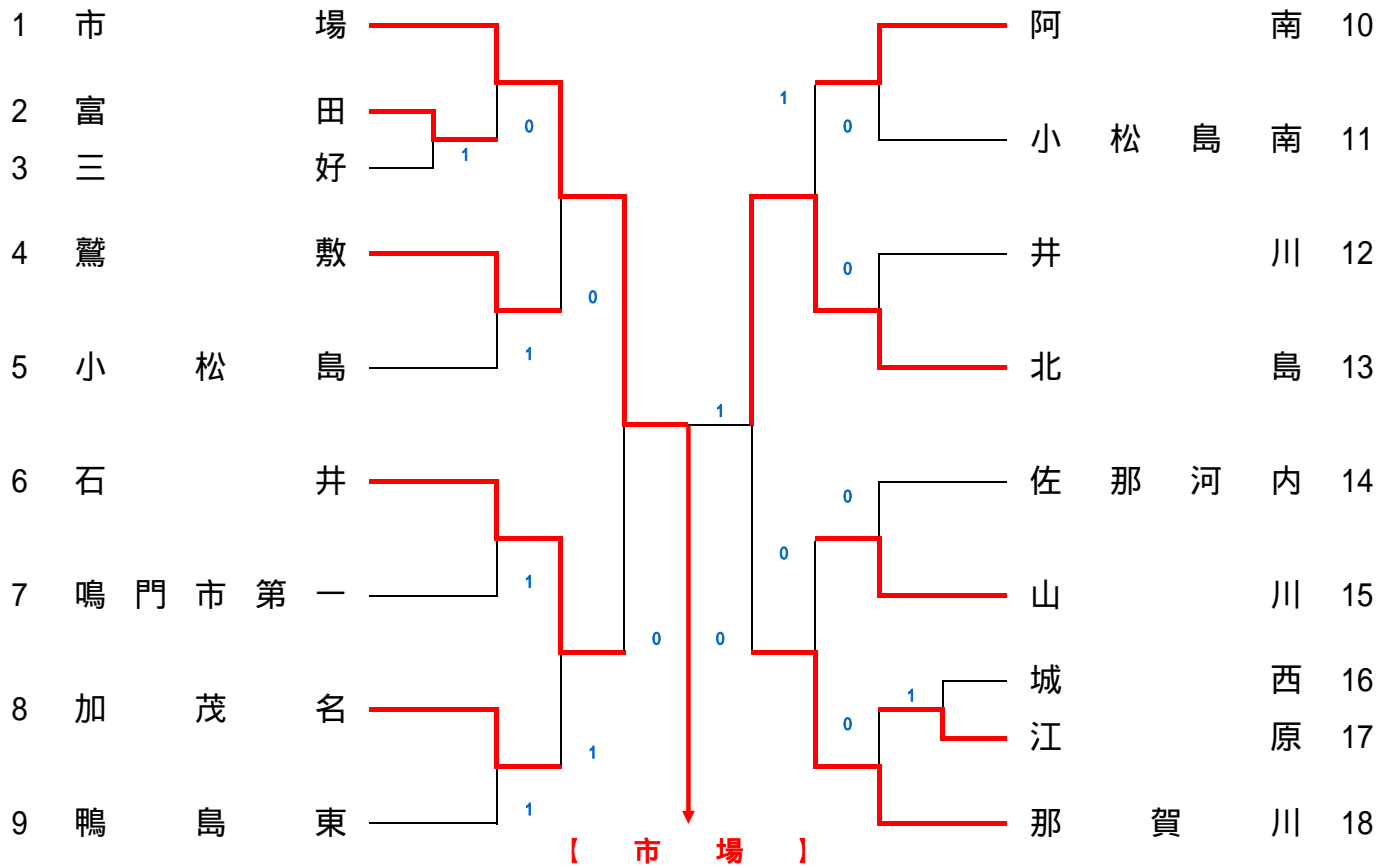 1 市場
阿南 10
1
2 富田
0
0
小松島南 11
1
3 三好
4 鷲敷
井川 12
0
0
1
5 小松島
北島 13
1
6 石井
佐那河内 14
0
0
1
7 鳴門市第一
山川 15
0
0
城西 16
1
8 加茂名
0
江原 17
1
1
9 鴨島東
那賀川 18
【 市場 】